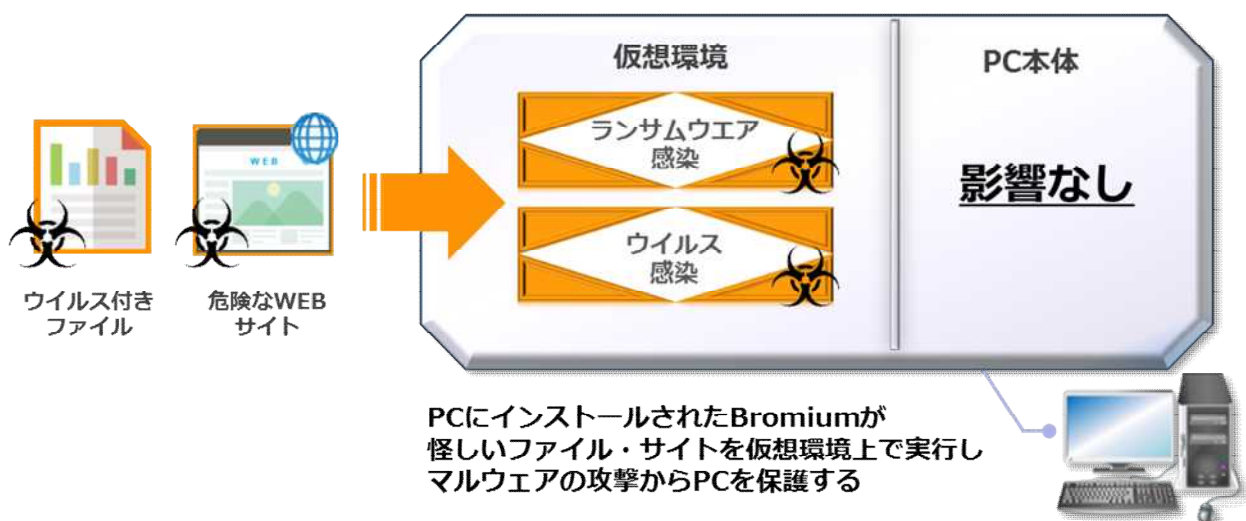 仮想環境
PC本体
ランサムウエア
感染
影響なし
ウイルス
感染
WEB
ウイルス付き
ファイル
危険なWEB
サイト
PCにインストールされたBromiumが
怪しいファイル・サイトを仮想環境上で実行し
マルウェアの攻撃からPCを保護する